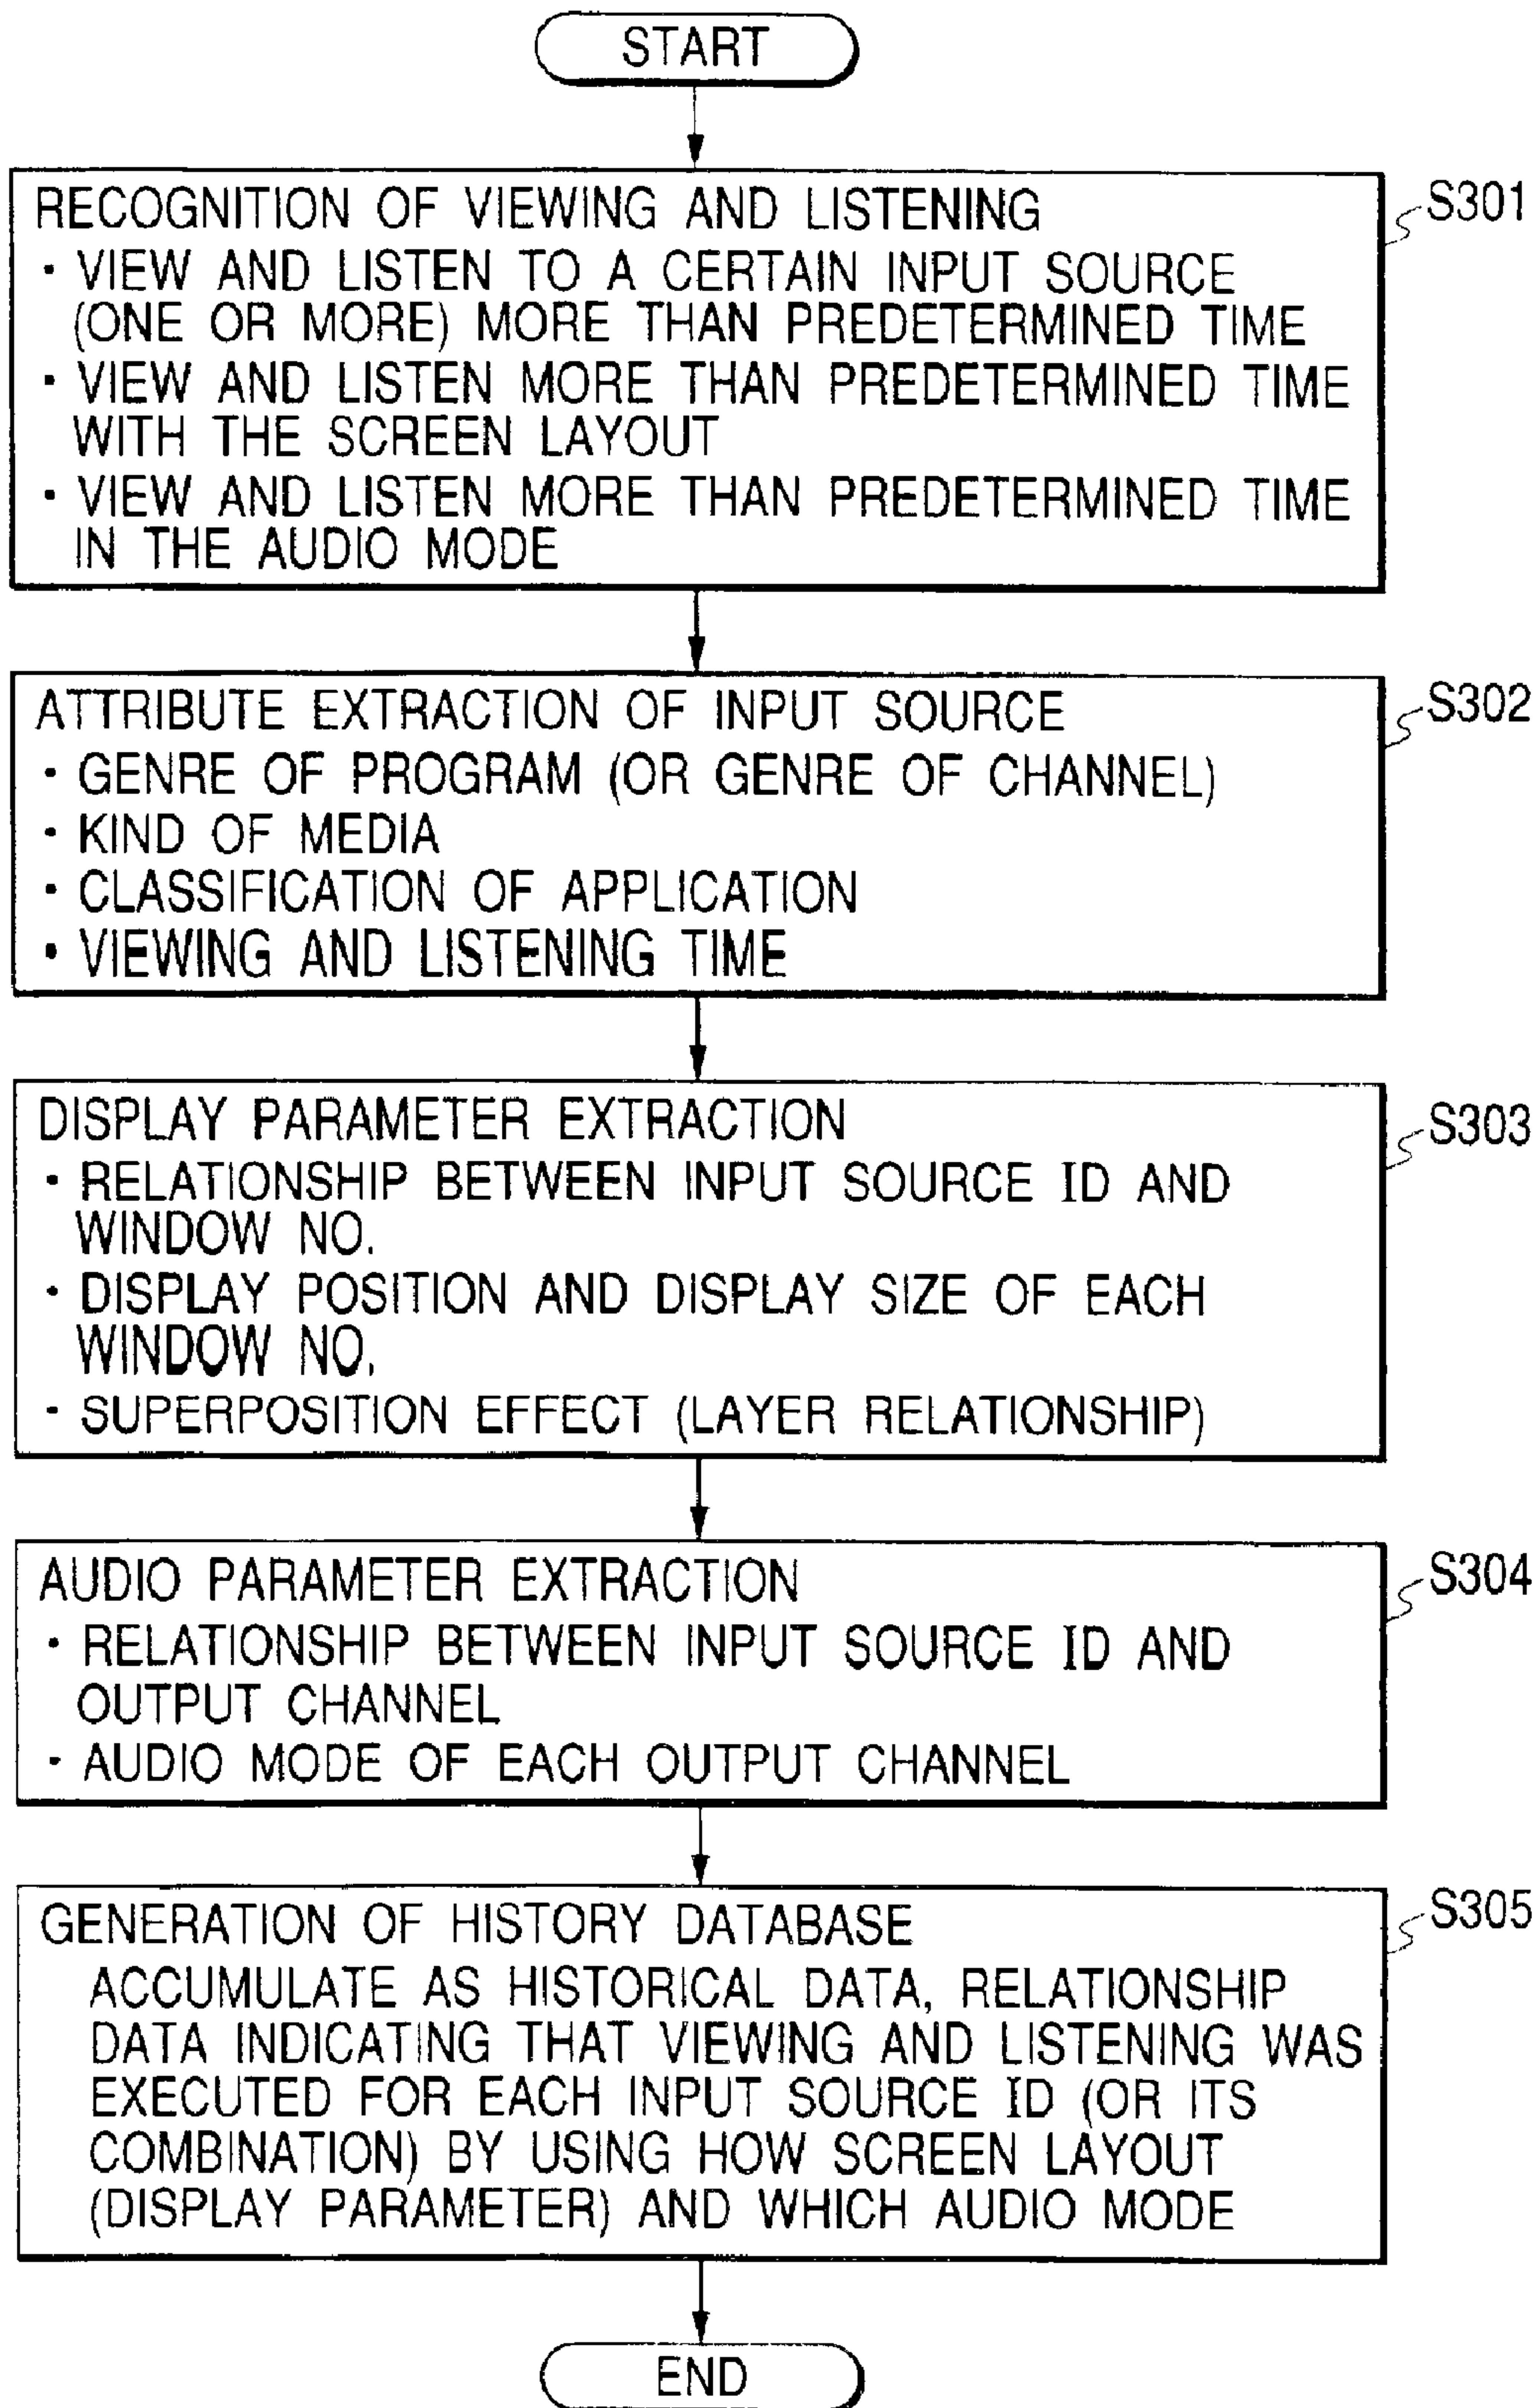 START
RECOGNITION OF VIEWING AND LISTENING
S301
· VIEW AND LISTEN TO A CERTAIN INPUT SOURCE
(ONE OR MORE) MORE THAN PREDETERMINED TIME
· VIEW AND LISTEN MORE THAN PREDETERMINED TIME
WITH THE SCREEN LAYOUT
· VIEW AND LISTEN MORE THAN PREDETERMINED TIME
IN THE AUDIO MODE
ATTRIBUTE EXTRACTION OF INPUT SOURCE
S302
· GENRE OF PROGRAM (OR GENRE OF CHANNEL)
· KIND OF MEDIA
· CLASSIFICATION OF APPLICATION
· VIEWING AND LISTENING TIME
DISPLAY PARAMETER EXTRACTION
S303
· RELATIONSHIP BETWEEN INPUT SOURCE ID AND
WINDOW NO.
· DISPLAY POSITION AND DISPLAY SIZE OF EACH
WINDOW NO.
· SUPERPOSITION EFFECT (LAYER RELATIONSHIP)
AUDIO PARAMETER EXTRACTION
S304
· RELATIONSHIP BETWEEN INPUT SOURCE ID AND
OUTPUT CHANNEL
· AUDIO MODE OF EACH OUTPUT CHANNEL
GENERATION OF HISTORY DATABASE
S305
ACCUMULATE AS HISTORICAL DATA, RELATIONSHIP
DATA INDICATING THAT VIEWING AND LISTENING WAS
EXECUTED FOR EACH INPUT SOURCE ID (OR ITS
COMBINATION) BY USING HOW SCREEN LAYOUT
(DISPLAY PARAMETER) AND WHICH AUDIO MODE
END